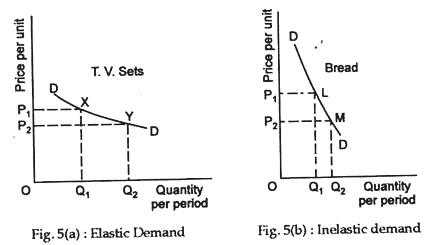 Price per unit
D
T. V. Sets
X
P1
Y
P2
D
O
Q1
Q2
Quantity
per period
Fig. 5(a) : Elastic Demand
Price per unit
D
Bread
P1
L
P2
M
D
O
Q1
Q2
Quantity
per period
Fig. 5(b) : Inelastic demand